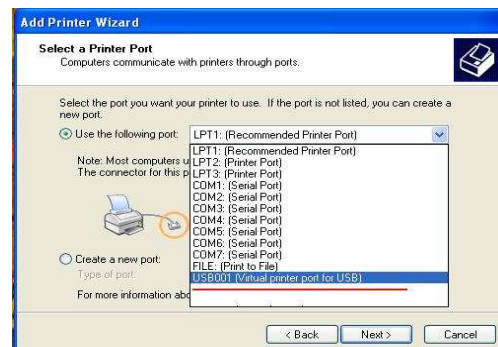 Add Printer Wizard
Select a Printer Port
Computers communicate with printers through ports.
Select the port you want your printer to use. If the port is not listed, you can create a
new port.
Use the following port:
LPT1: (Recommended Printer Port)
Note: Most computers u
The connector for this p
LPT1: (Recommended Printer Port)
LPT2: (Printer Port)
LPT3: (Printer Port)
COM1: (Serial Port)
COM2: (Serial Port)
COM3: (Serial Port)
COM4: (Serial Port)
COM5: (Serial Port)
COM6: (Serial Port)
COM7: (Serial Port)
FILE: (Print to File)
USB001 (Virtual printer port for USB)
Create a new port:
Type of port:
For more information abo
< Back
Next >
Cancel